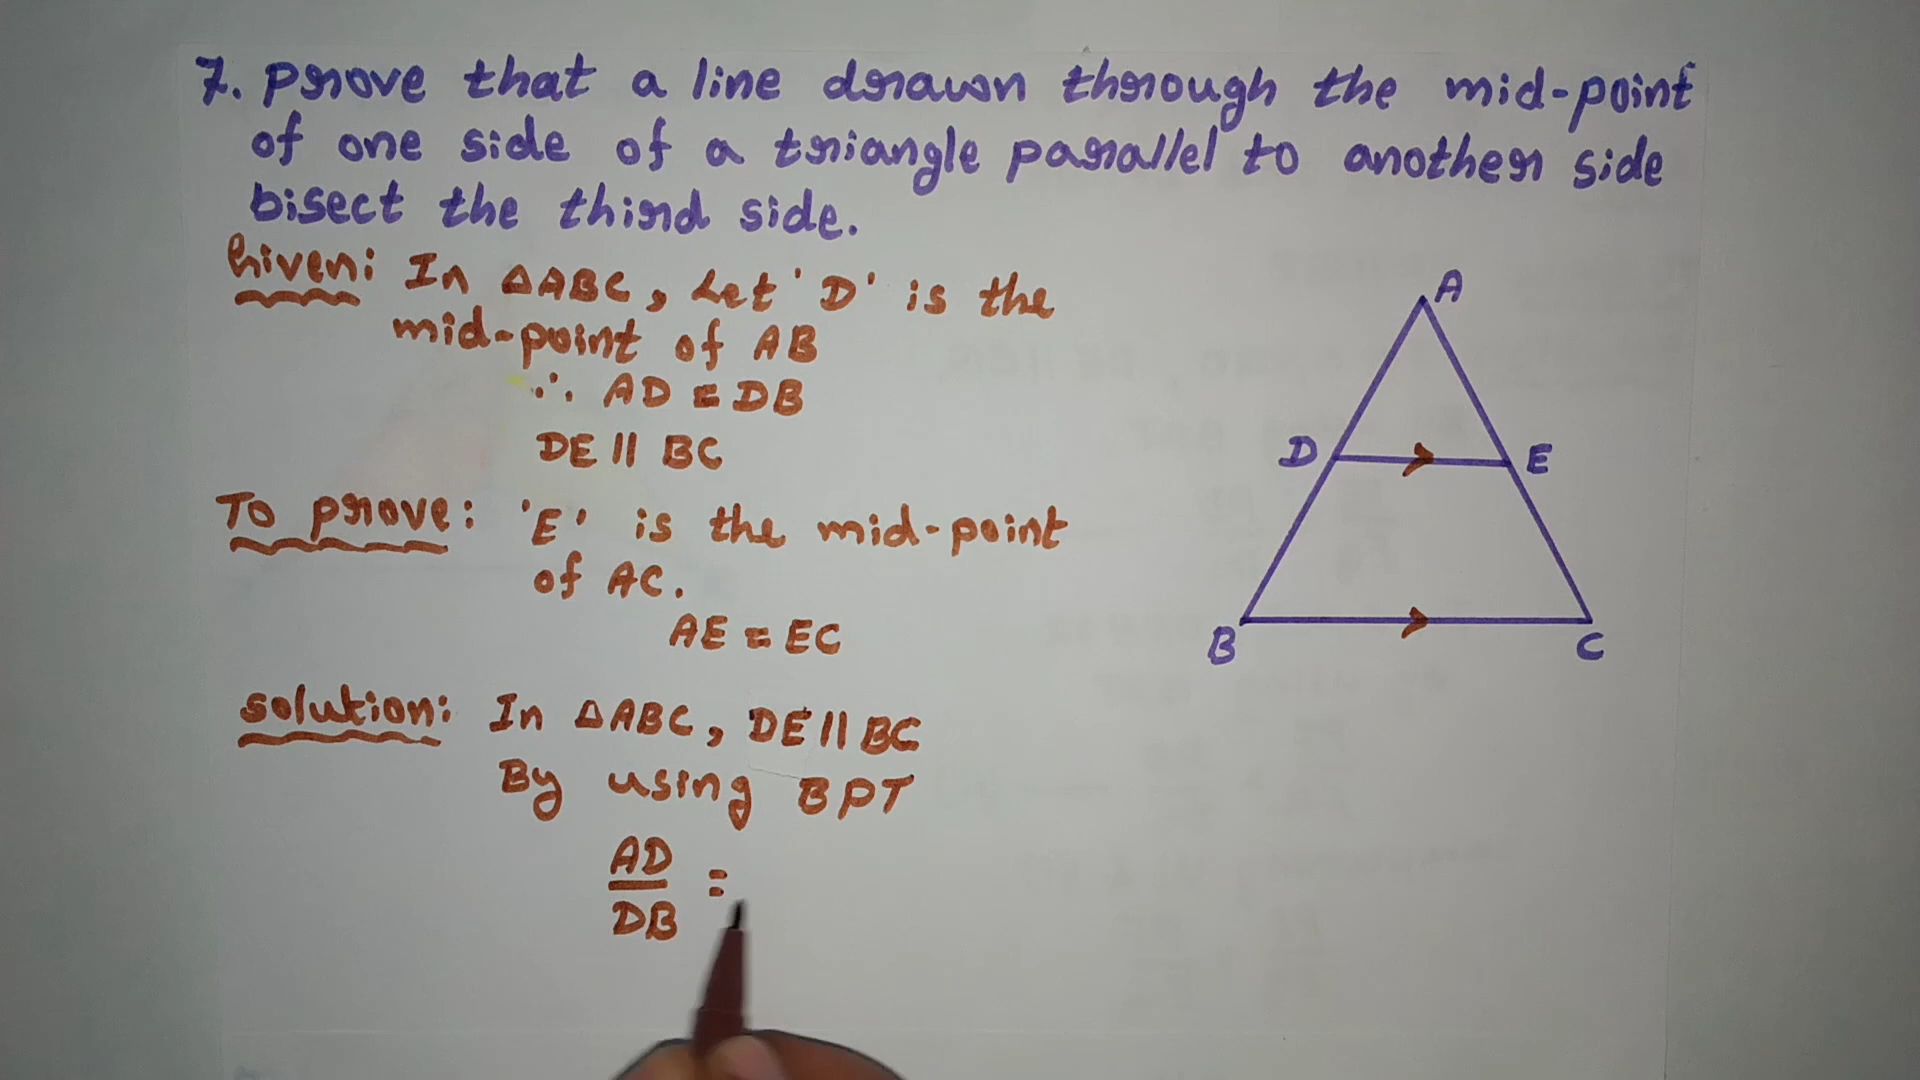 7. Prove that a line drawn through the mid-point
of one side of a triangle parallel to another side
bisect the third side.
Given: In △ABC, Let 'D' is the
mid-point of AB
∴ AD = DB
DE || BC
To prove: 'E' is the mid-point
of AC.
AE = EC
Solution: In △ABC, DE || BC
By using BPT
AD
DB =
A
D E
B C